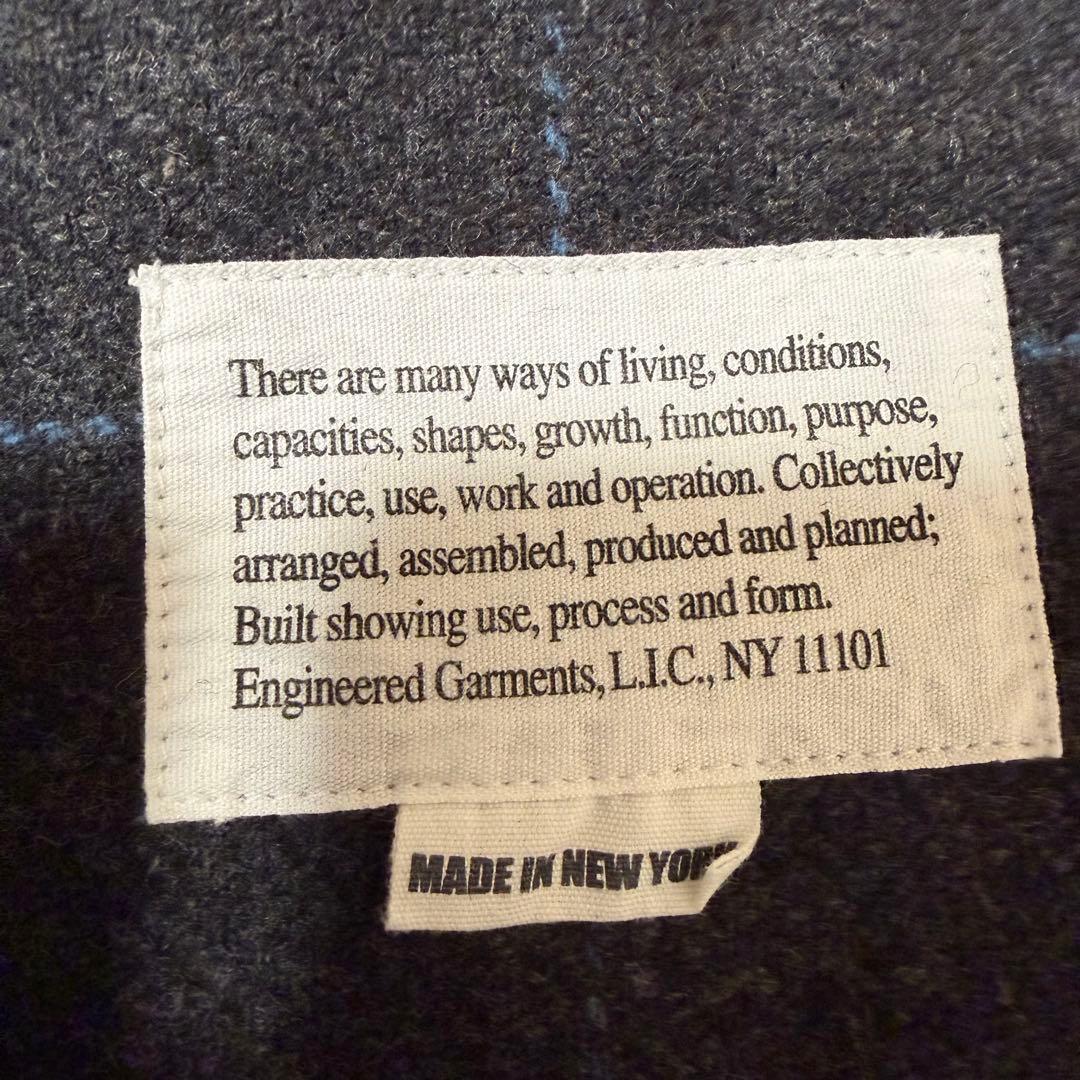 There are many ways of living, conditions,
capacities, shapes, growth, function, purpose,
practice, use, work and operation. Collectively
arranged, assembled, produced and planned;
Built showing use, process and form.
Engineered Garments, L.I.C., NY 11101
MADE IN NEW YORK